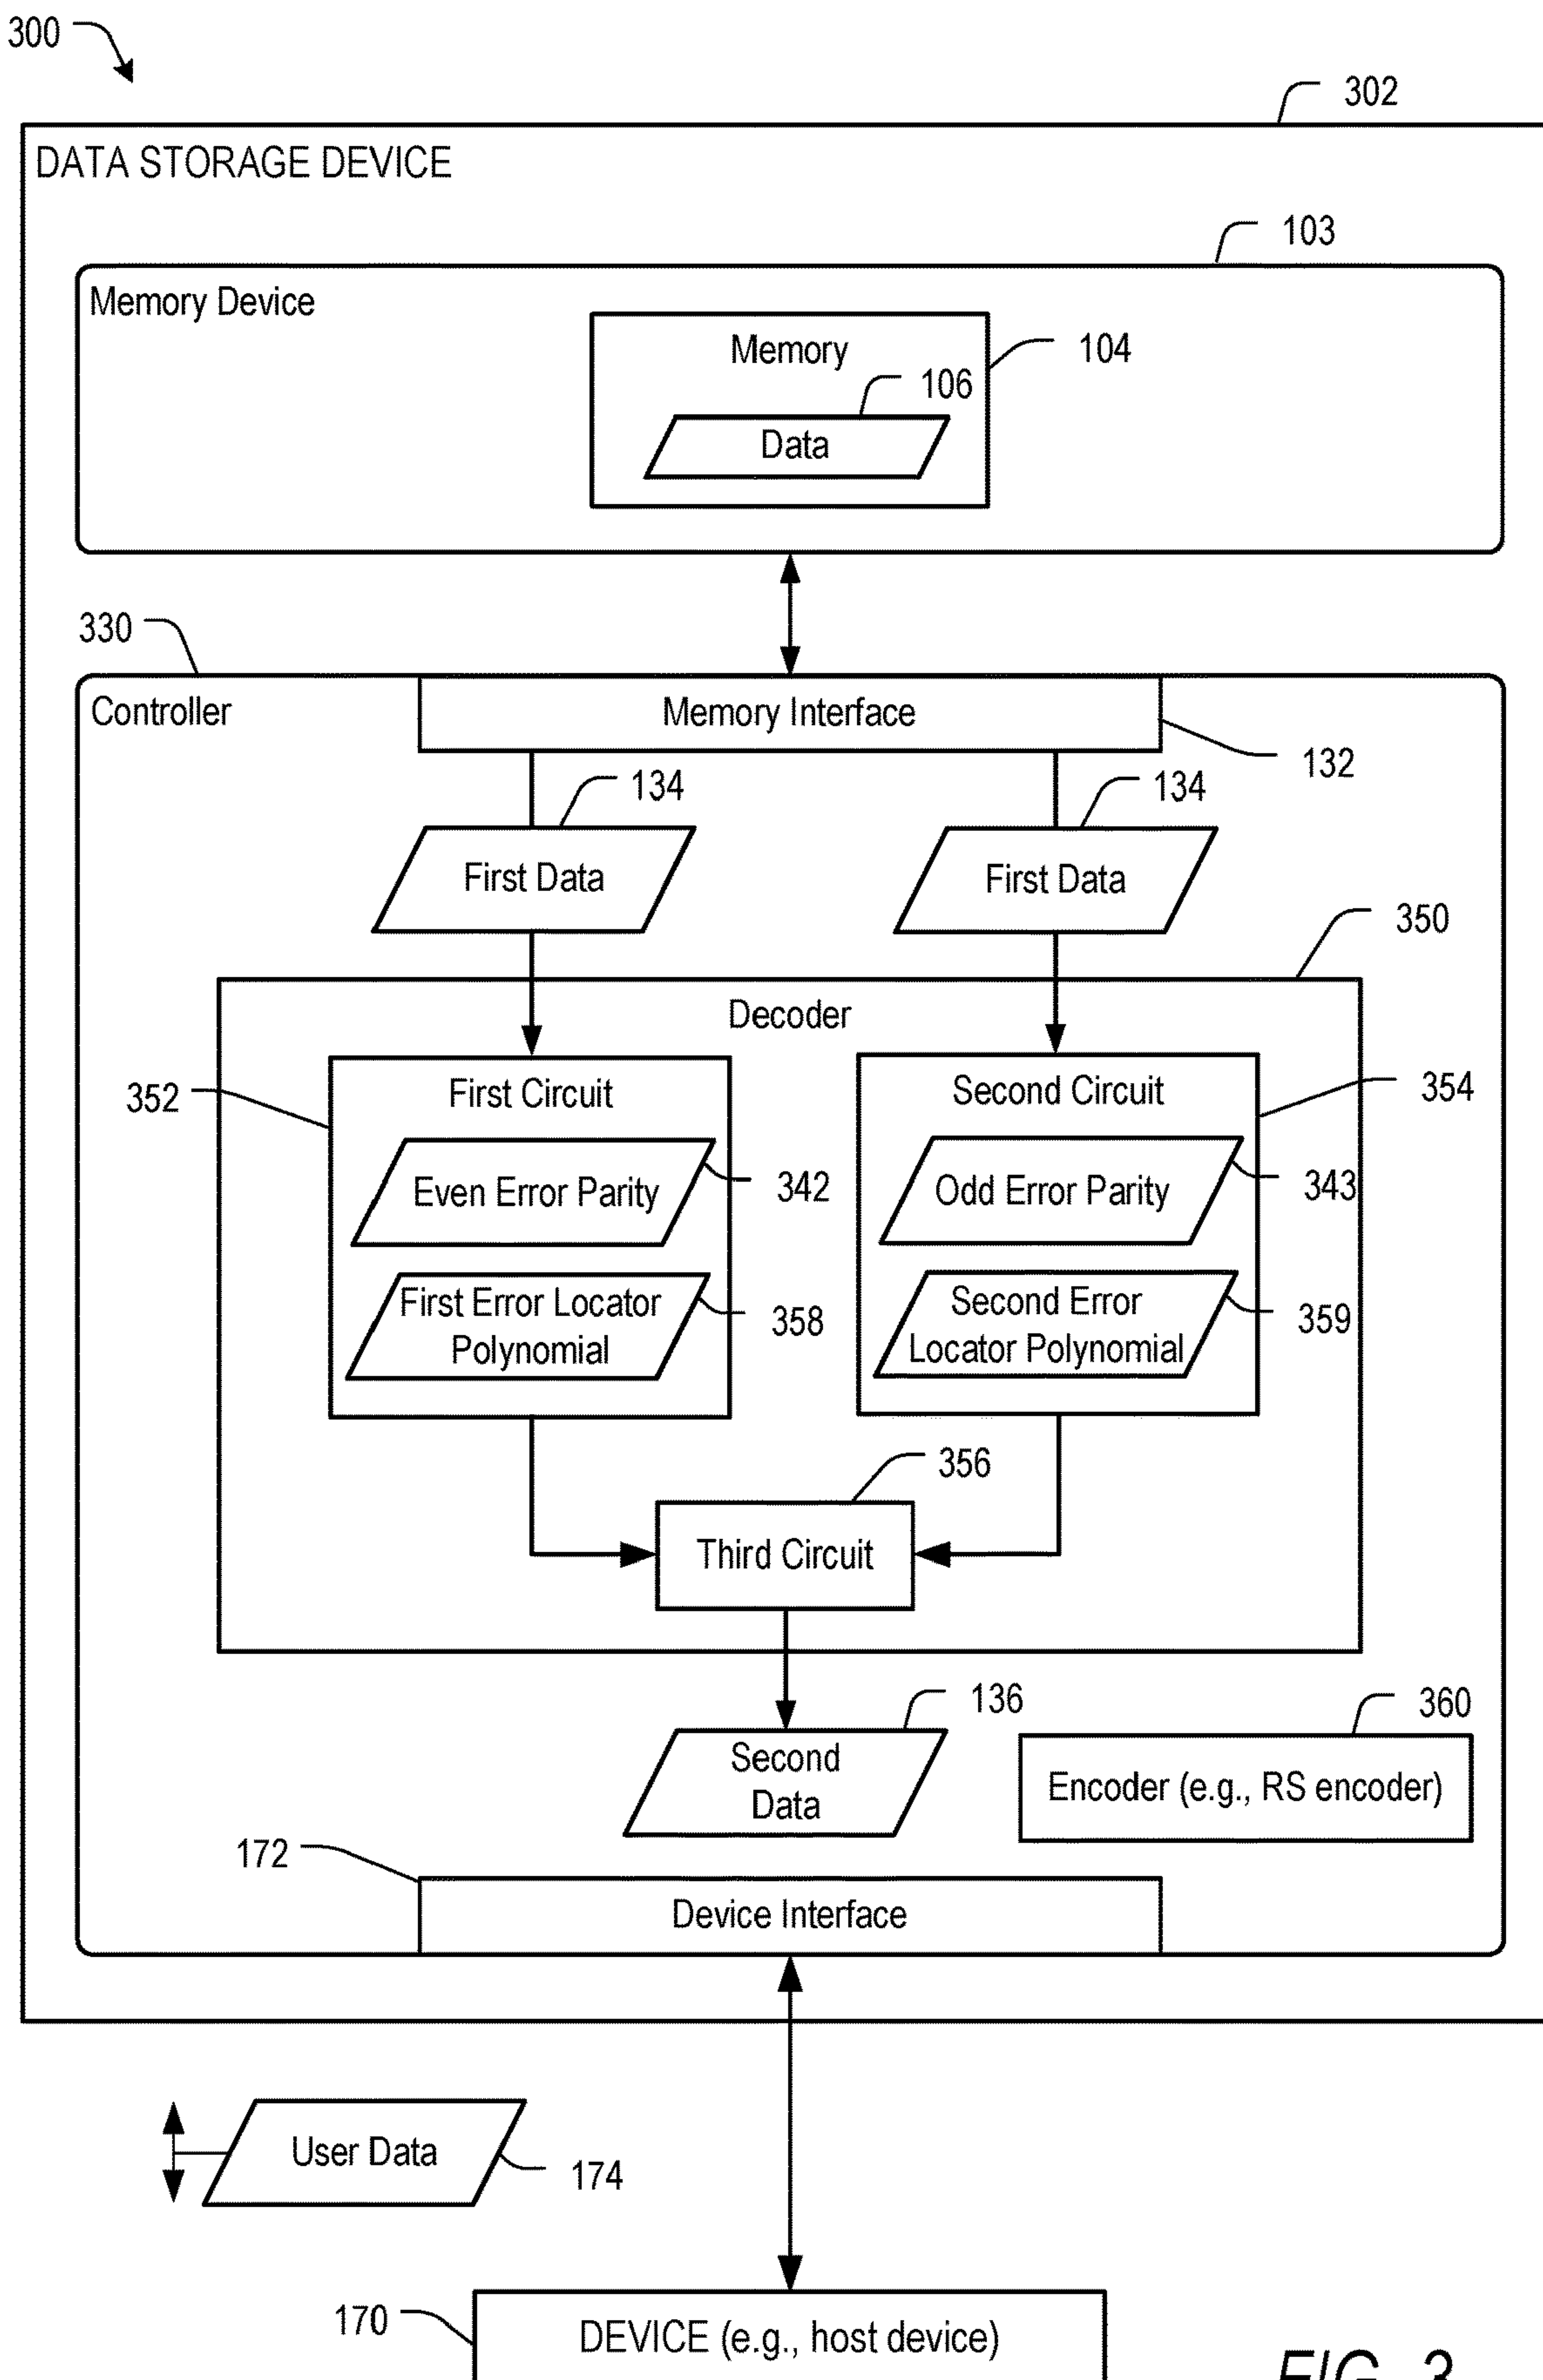 300
302
DATA STORAGE DEVICE
103
Memory Device
Memory
104
106
Data
330
Controller
Memory Interface
132
134
134
First Data
First Data
350
Decoder
352
First Circuit
Second Circuit
354
Even Error Parity
342
Odd Error Parity
343
First Error Locator
Polynomial
358
Second Error
Locator Polynomial
359
356
Third Circuit
136
360
Second
Data
Encoder (e.g., RS encoder)
172
Device Interface
User Data
174
170
DEVICE (e.g., host device)
FIG. 3